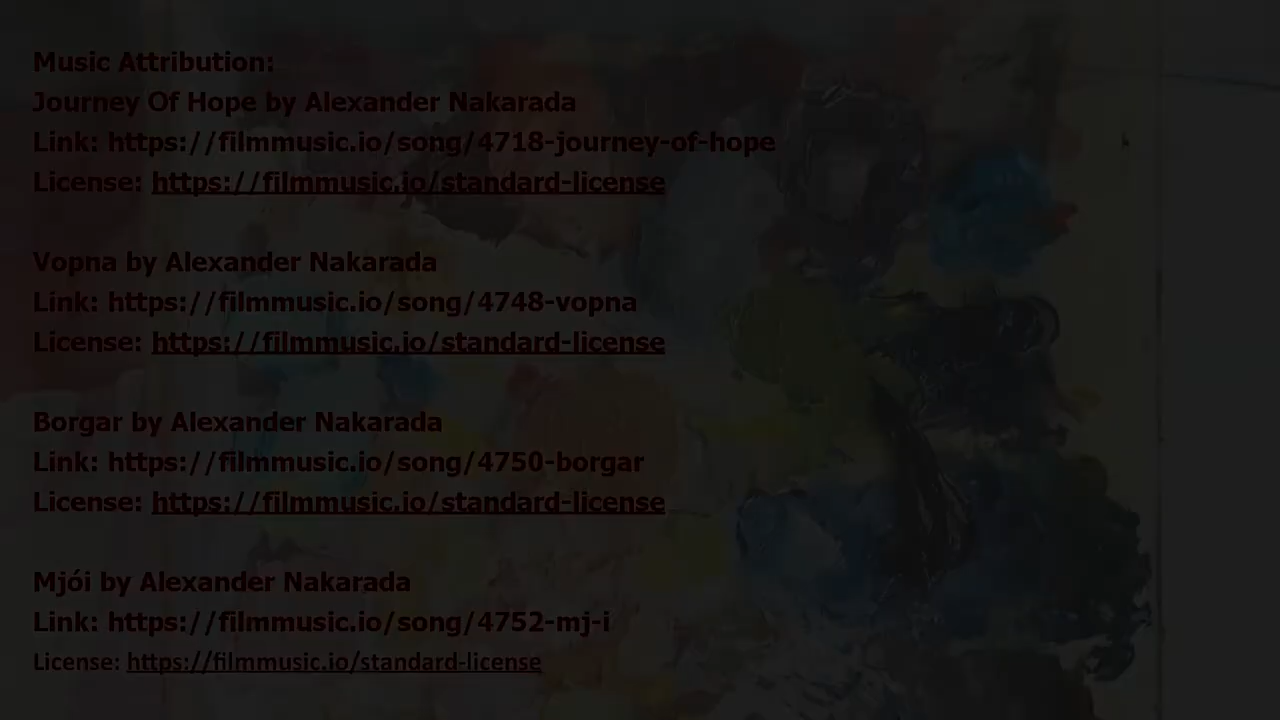 Music Attribution:
Journey Of Hope by Alexander Nakarada
Link: https://filmmusic.io/song/4718-journey-of-hope
License: https://filmmusic.io/standard-license
Vopna by Alexander Nakarada
Link: https://filmmusic.io/song/4748-vopna
License: https://filmmusic.io/standard-license
Borgar by Alexander Nakarada
Link: https://filmmusic.io/song/4750-borgar
License: https://filmmusic.io/standard-license
Mjói by Alexander Nakarada
Link: https://filmmusic.io/song/4752-mj-i
License: https://filmmusic.io/standard-license